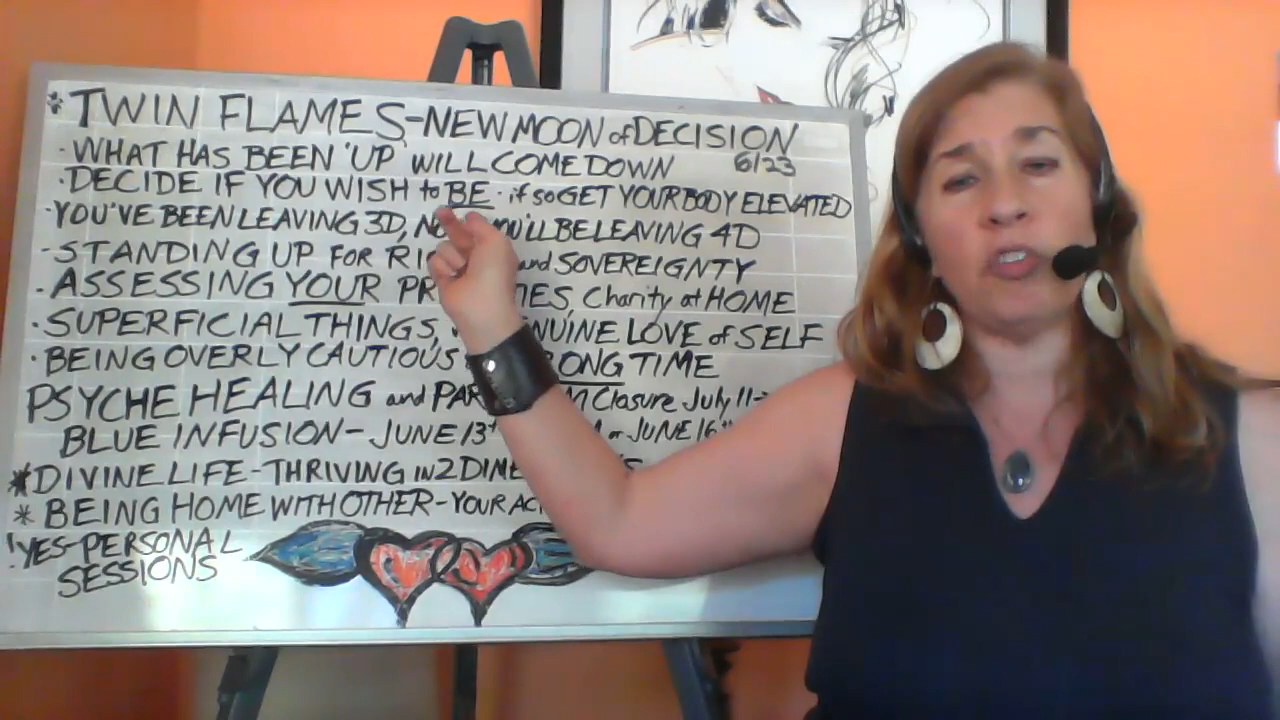 * TWIN FLAMES-NEW MOON of DECISION
6/23
· WHAT HAS BEEN 'UP' WILL COME DOWN
· DECIDE IF YOU WISH to BE - if so GET YOUR BODY ELEVATED
· YOU'VE BEEN LEAVING 3D, YOU'LL BE LEAVING 4D
- STANDING UP FOR and SOVEREIGNTY
· ASSESSING YOUR Charity at HOME
· SUPERFICIAL THINGS, LOVE of SELF
· BEING OVERLY CAUTIOUS TIME
PSYCHE HEALING and Closure July 11-
BLUE INFUSION - JUNE 13th or JUNE 16th
* DIVINE LIFE - THRIVING in 2
* BEING HOME WITH OTHER - YOUR
! YES - PERSONAL
SESSIONS